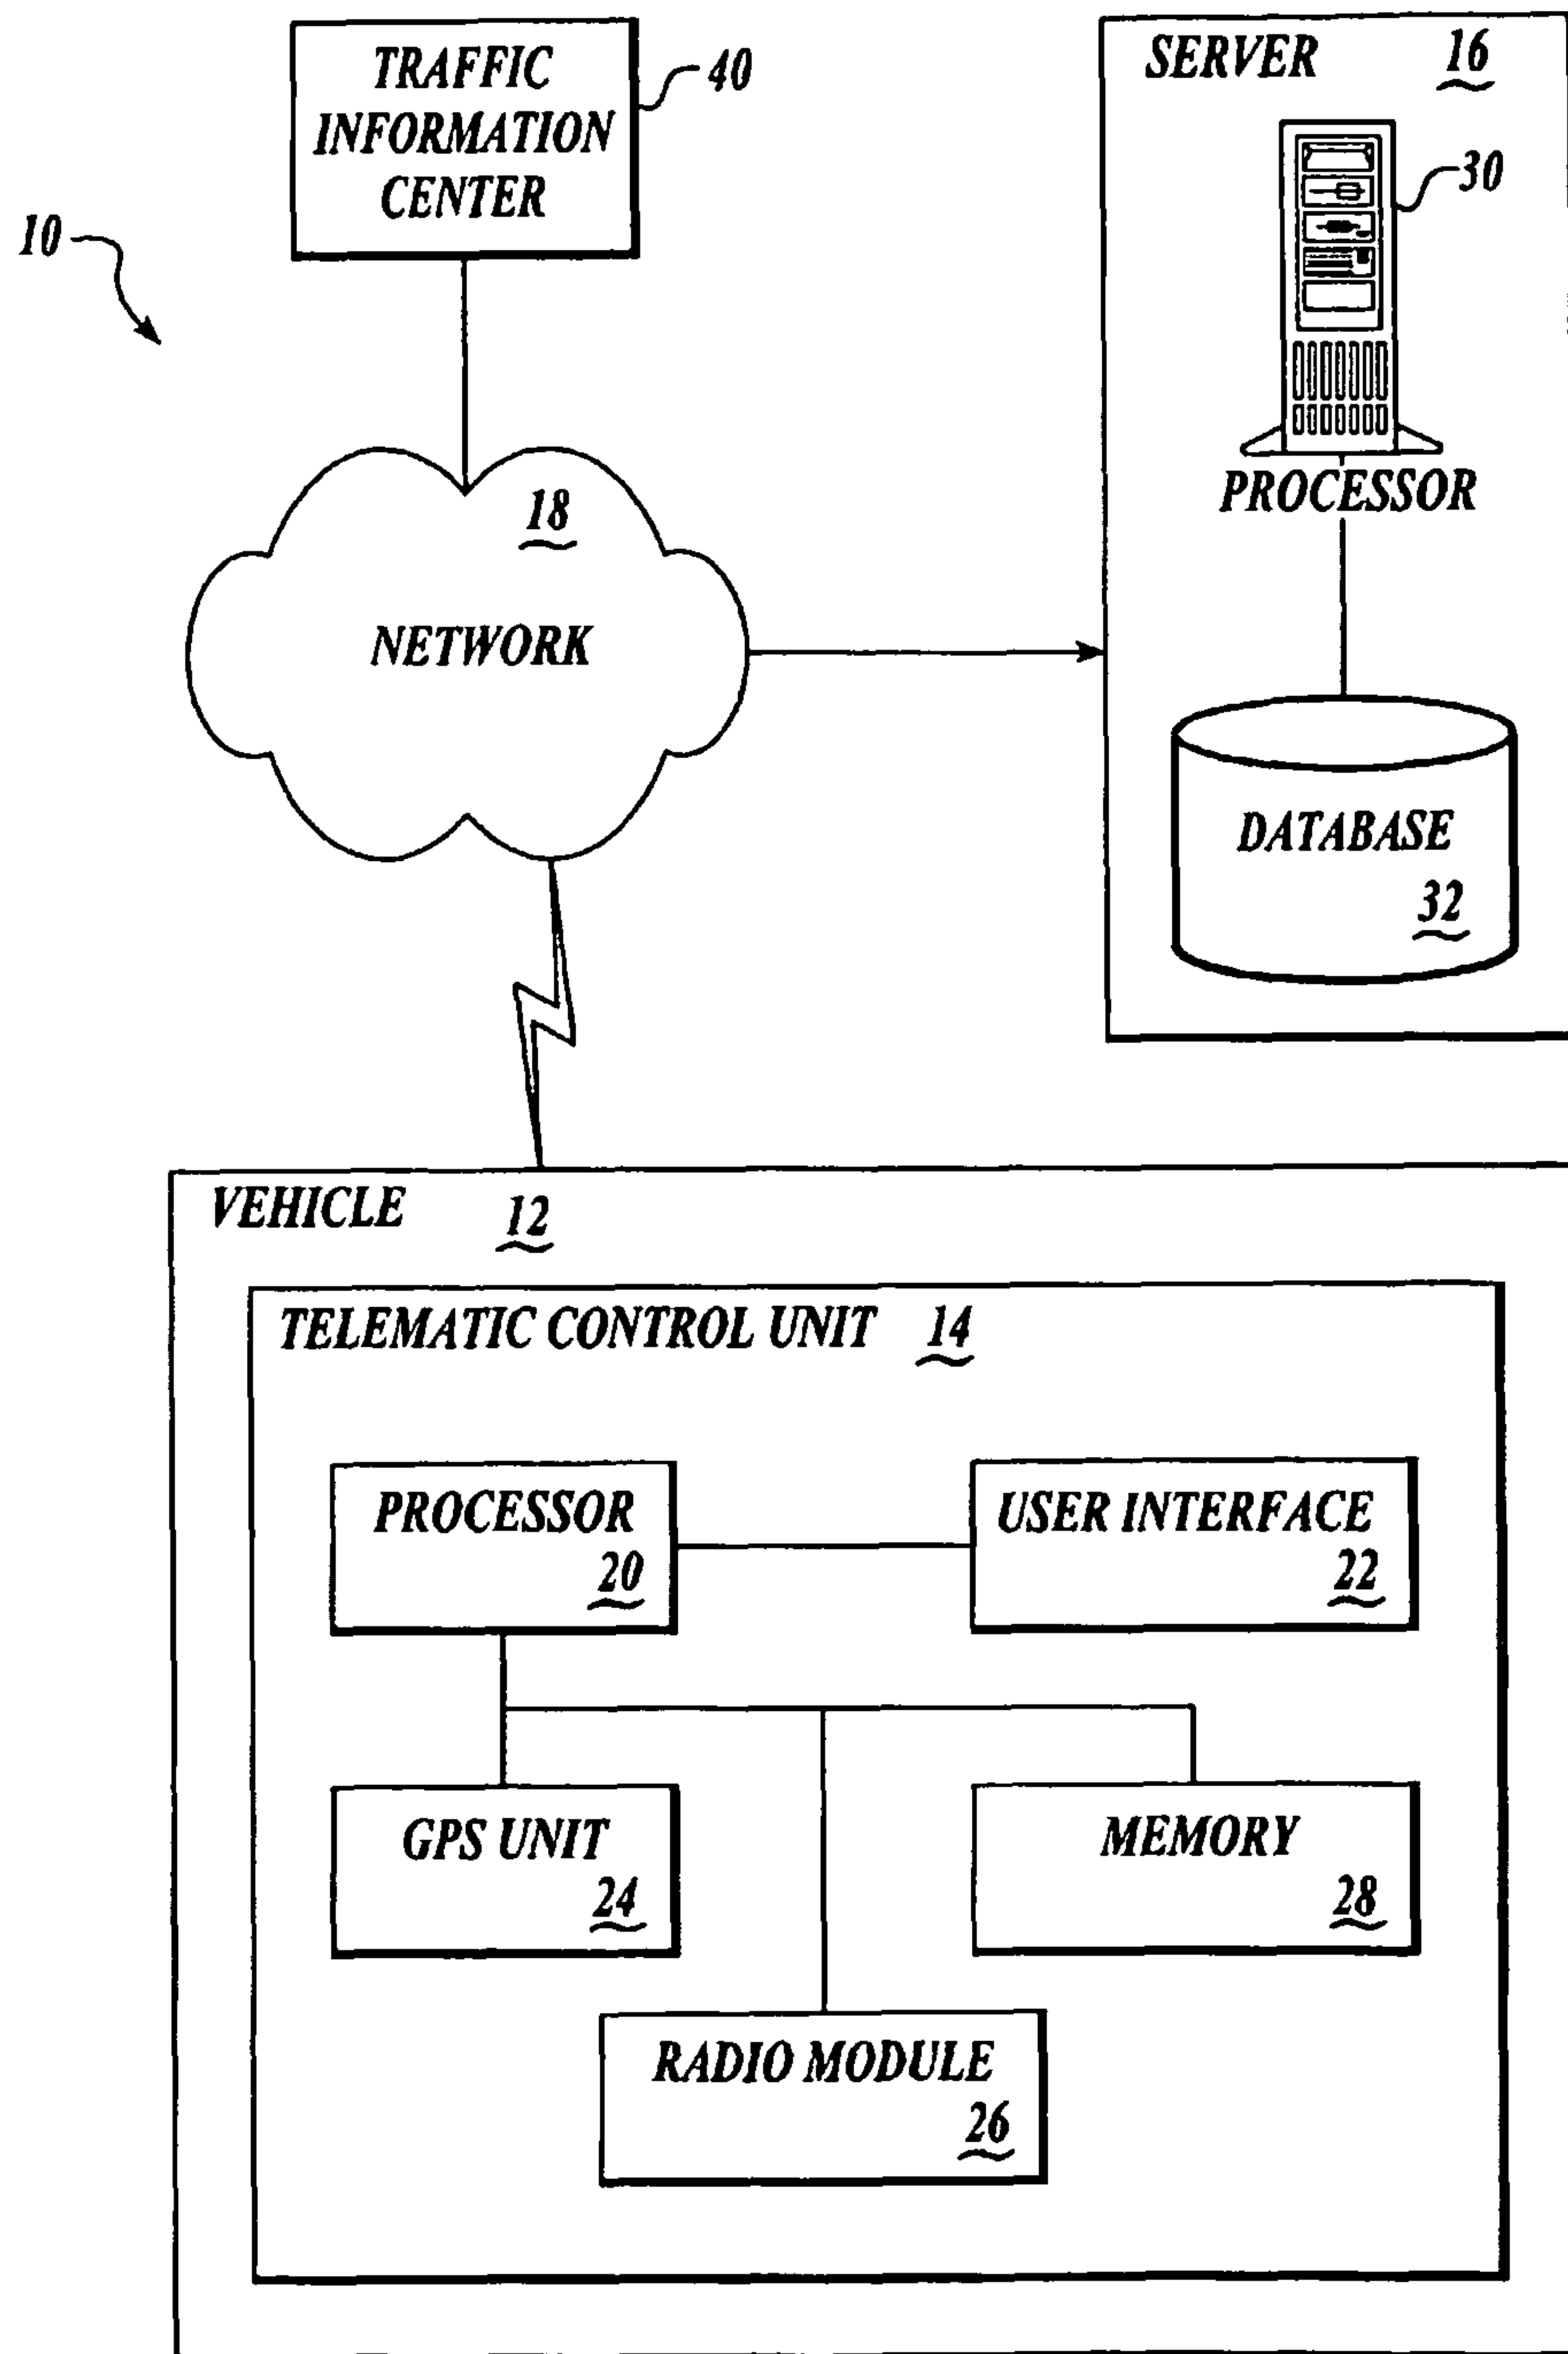 TRAFFIC
INFORMATION
CENTER
40
10
SERVER 16
30
PROCESSOR
18
NETWORK
DATABASE
32
VEHICLE 12
TELEMATIC CONTROL UNIT 14
PROCESSOR
20
USER INTERFACE
22
GPS UNIT
24
MEMORY
28
RADIO MODULE
26